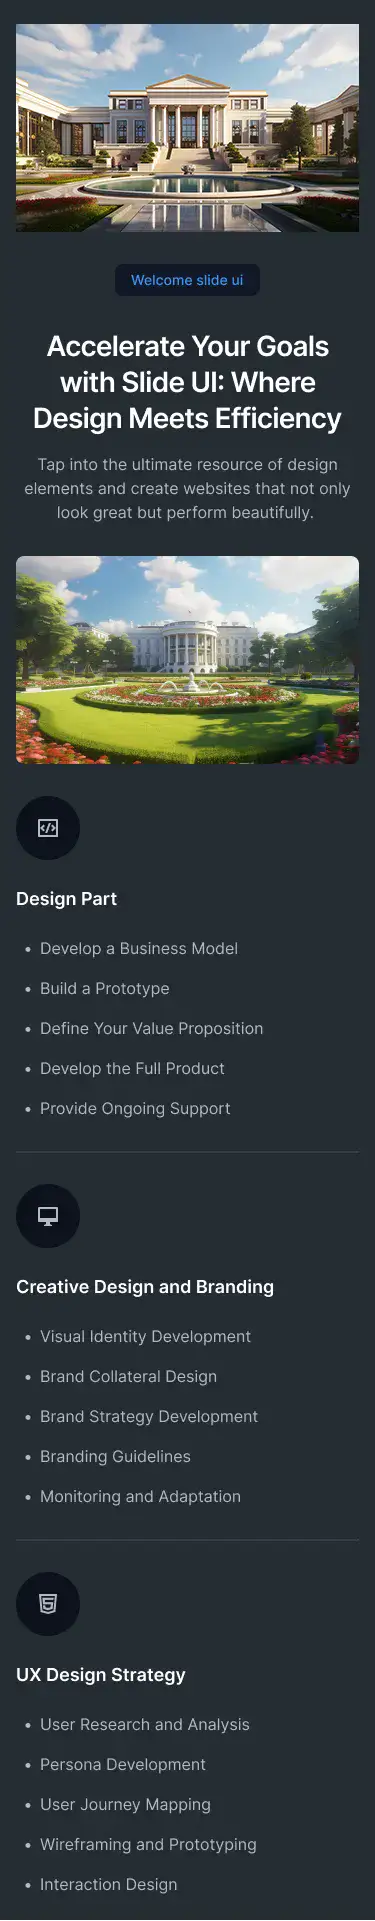 Welcome slide ui
Accelerate Your Goals
with Slide UI: Where
Design Meets Efficiency
Tap into the ultimate resource of design
elements and create websites that not only
look great but perform beautifully.
Design Part
• Develop a Business Model
• Build a Prototype
• Define Your Value Proposition
• Develop the Full Product
• Provide Ongoing Support
Creative Design and Branding
• Visual Identity Development
• Brand Collateral Design
• Brand Strategy Development
• Branding Guidelines
• Monitoring and Adaptation
UX Design Strategy
• User Research and Analysis
• Persona Development
• User Journey Mapping
• Wireframing and Prototyping
• Interaction Design